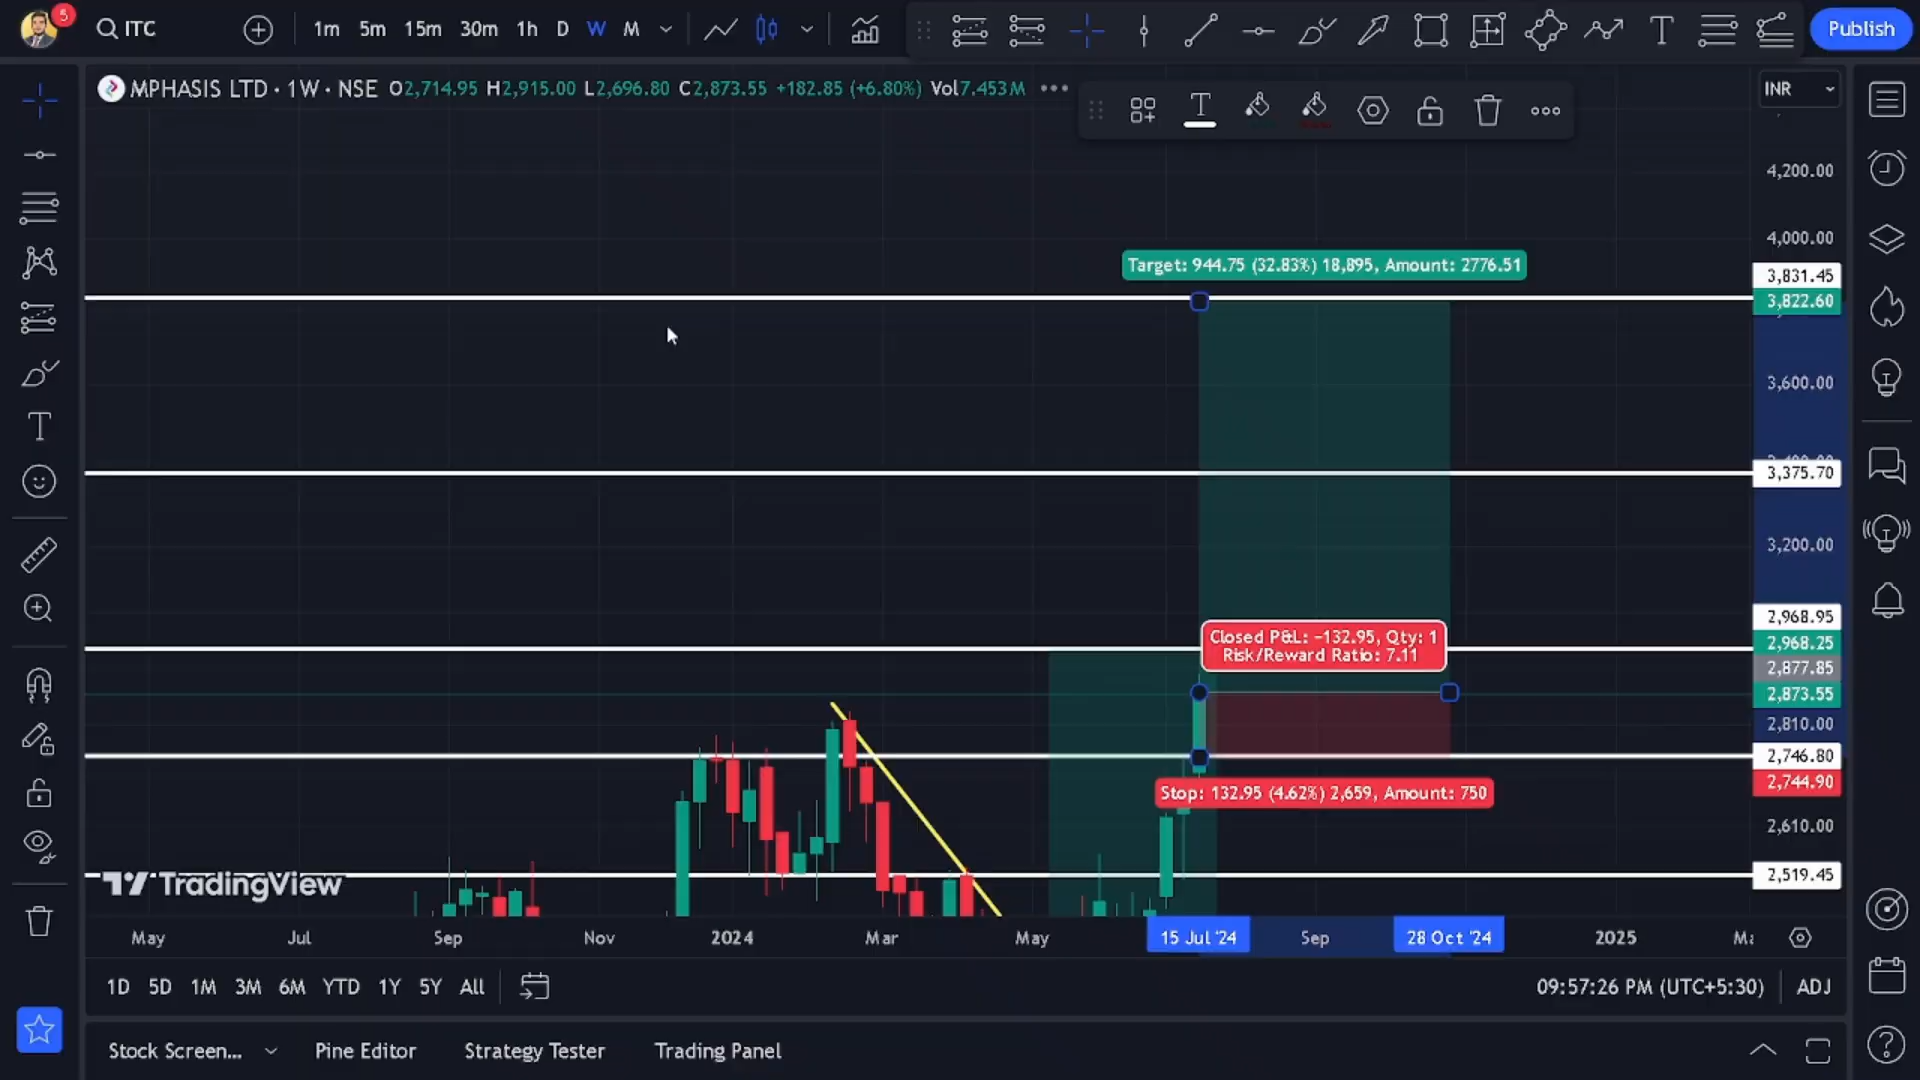 5
ITC
1m 5m 15m 30m 1h D W M
T
Publish
MPHASIS LTD · 1W · NSE O2,714.95 H2,915.00 L2,696.80 C2,873.55 +182.85 (+6.80%) Vol7.453M
T
INR
4,200.00
4,000.00
Target: 944.75 (32.83%) 18,895, Amount: 2776.51
3,831.45
3,822.60
3,600.00
3,375.70
3,200.00
2,968.95
Closed P&L: −132.95, Qty: 1
Risk/Reward Ratio: 7.11
2,968.25
2,877.85
2,873.55
2,810.00
2,746.80
2,744.90
Stop: 132.95 (4.62%) 2,659, Amount: 750
2,610.00
2,519.45
TradingView
May Jul Sep Nov 2024 Mar May 15 Jul '24 Sep 28 Oct '24 2025
1D 5D 1M 3M 6M YTD 1Y 5Y All
09:57:26 PM (UTC+5:30) ADJ
Stock Screen... Pine Editor Strategy Tester Trading Panel